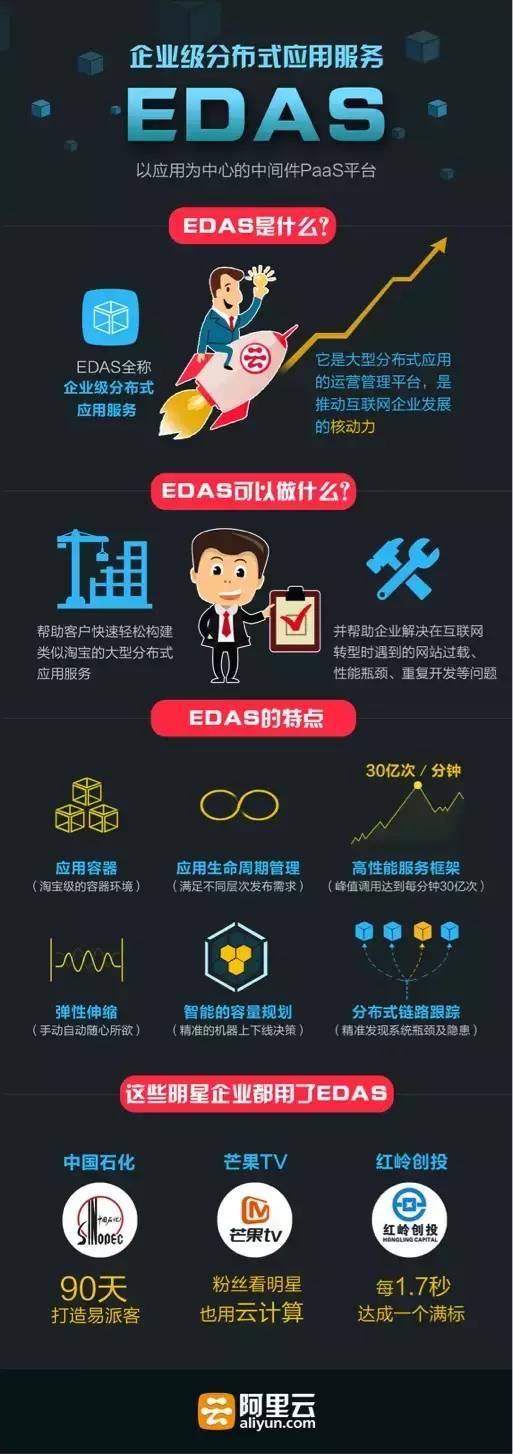 企业级分布式应用服务
EDAS
以应用为中心的中间件PaaS平台
EDAS是什么?
EDAS全称
企业级分布式
应用服务
它是大型分布式应用
的运营管理平台，是
推动互联网企业发展
的核动力
EDAS可以做什么?
帮助客户快速轻松构建
类似淘宝的大型分布式
应用服务
并帮助企业解决在互联网
转型时遇到的网站过载、
性能瓶颈、重复开发等问题
EDAS的特点
应用容器
（淘宝级的容器环境）
应用生命周期管理
（满足不同层次发布需求）
30亿次 / 分钟
高性能服务框架
（峰值调用达到每分钟30亿次）
弹性伸缩
（手动自动随心所欲）
智能的容量规划
（精准的机器上下线决策）
分布式链路跟踪
（精准发现系统瓶颈及隐患）
这些明星企业都用了EDAS
中国石化
中国石化
SINOPEC
90天
打造易派客
芒果TV
芒果tv
粉丝看明星
也用云计算
红岭创投
红岭创投
HONGLING CAPITAL
每1.7秒
达成一个满标
阿里云
aliyun.com